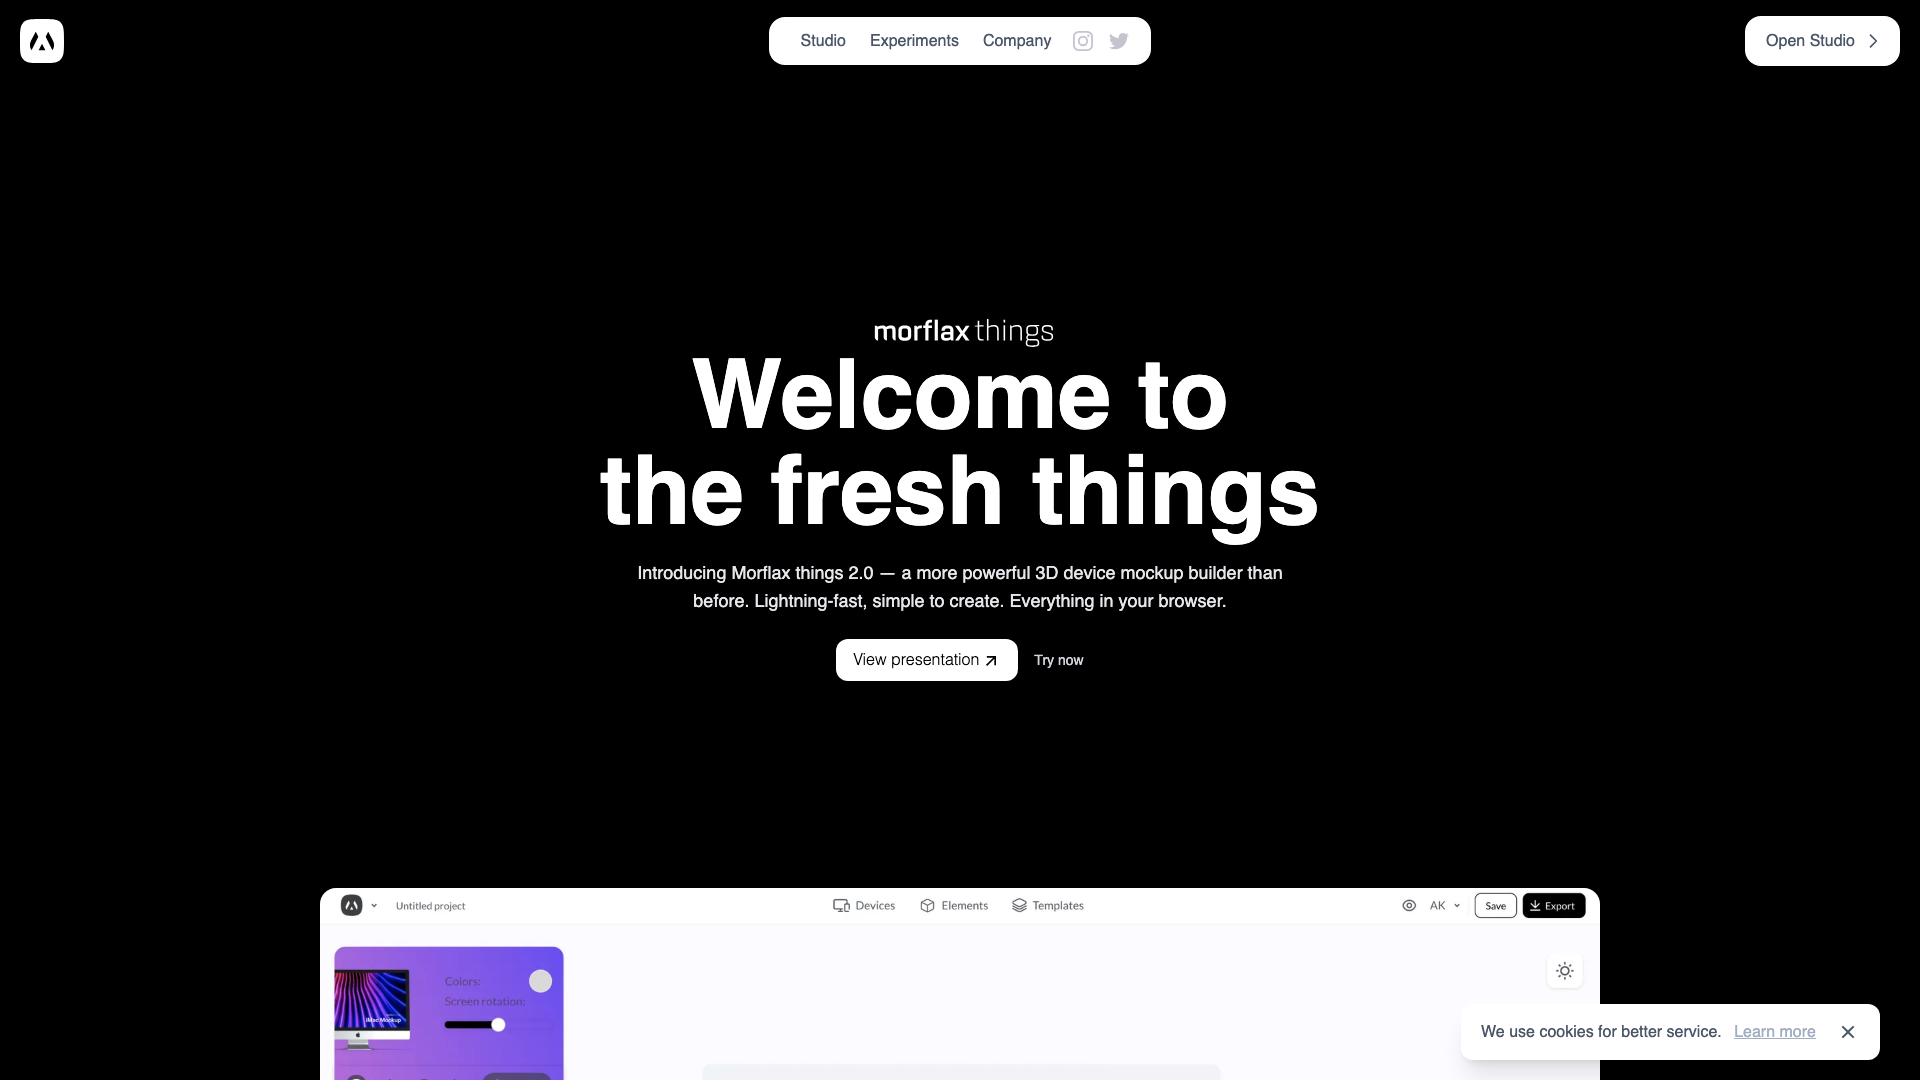 Studio
Experiments
Company
Open Studio
morflax things
Welcome to
the fresh things
Introducing Morflax things 2.0 — a more powerful 3D device mockup builder than
before. Lightning-fast, simple to create. Everything in your browser.
View presentation
Try now
Untitled project
Devices
Elements
Templates
AK
Save
Export
Colors:
Screen rotation:
iMac Mockup
We use cookies for better service. Learn more